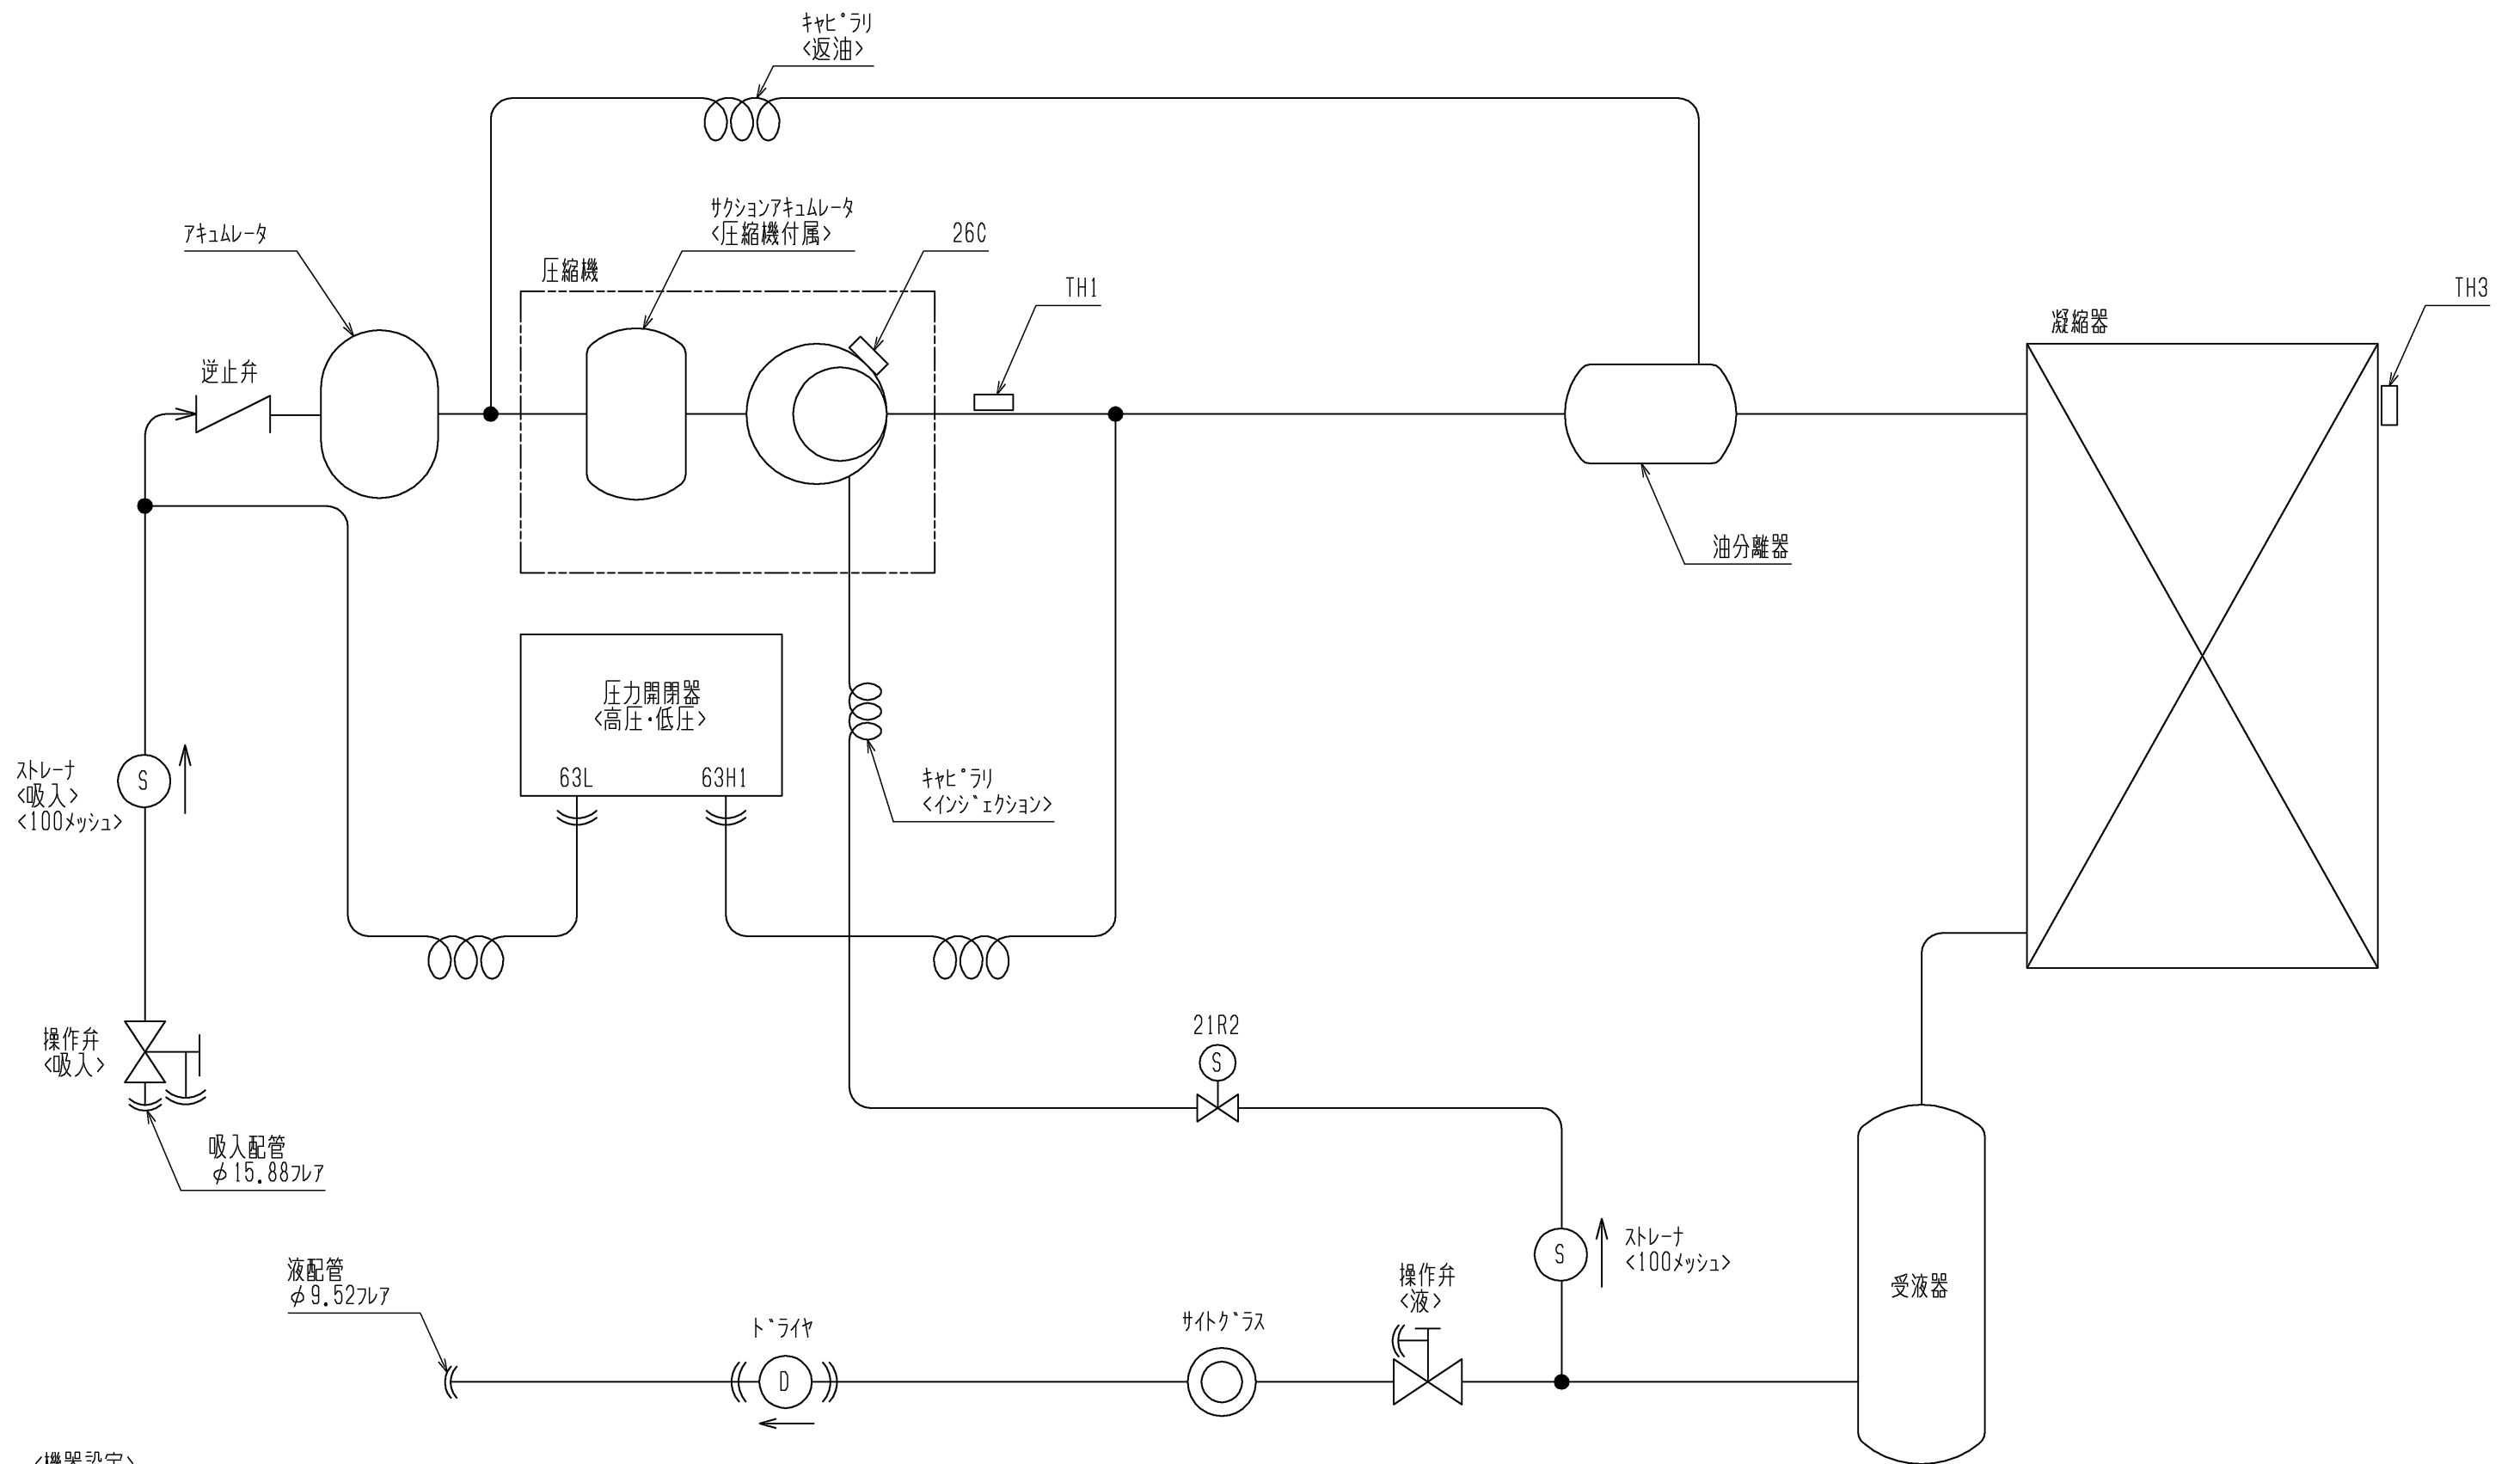 キャピラリ
<返油>
サクションアキュムレータ
<圧縮機付属>
26C
アキュムレータ
圧縮機
TH1
TH3
凝縮器
逆止弁
油分離器
圧力開閉器
<高圧・低圧>
63L
63H1
ストレーナ
<吸入>
<100メッシュ>
S
キャピラリ
<インジェクション>
操作弁
<吸入>
21R2
S
吸入配管
φ15.88フレア
ストレーナ
<100メッシュ>
S
液配管
φ9.52フレア
操作弁
<液>
受液器
ドライヤ
サイトグラス
D
<機器設定>